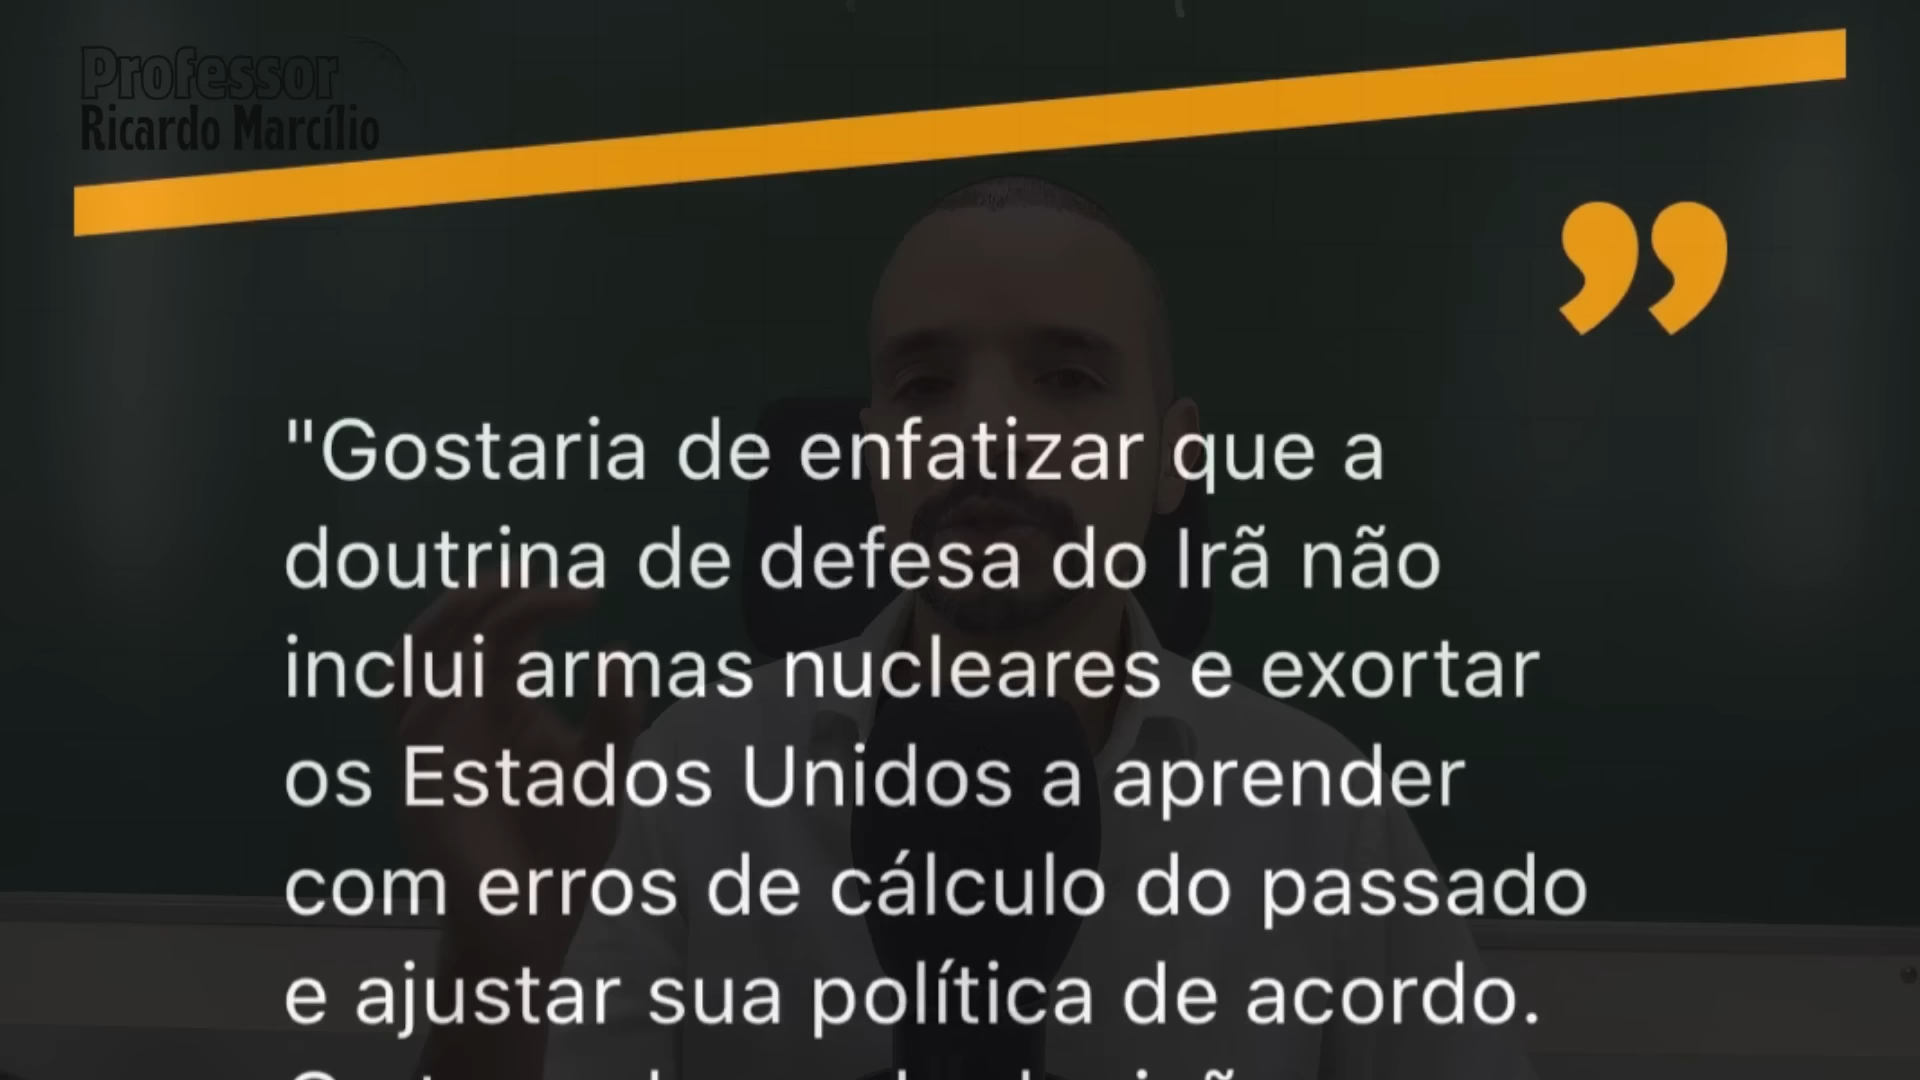 Professor
Ricardo Marcílio
"Gostaria de enfatizar que a
doutrina de defesa do Irã não
inclui armas nucleares e exortar
os Estados Unidos a aprender
com erros de cálculo do passado
e ajustar sua política de acordo.